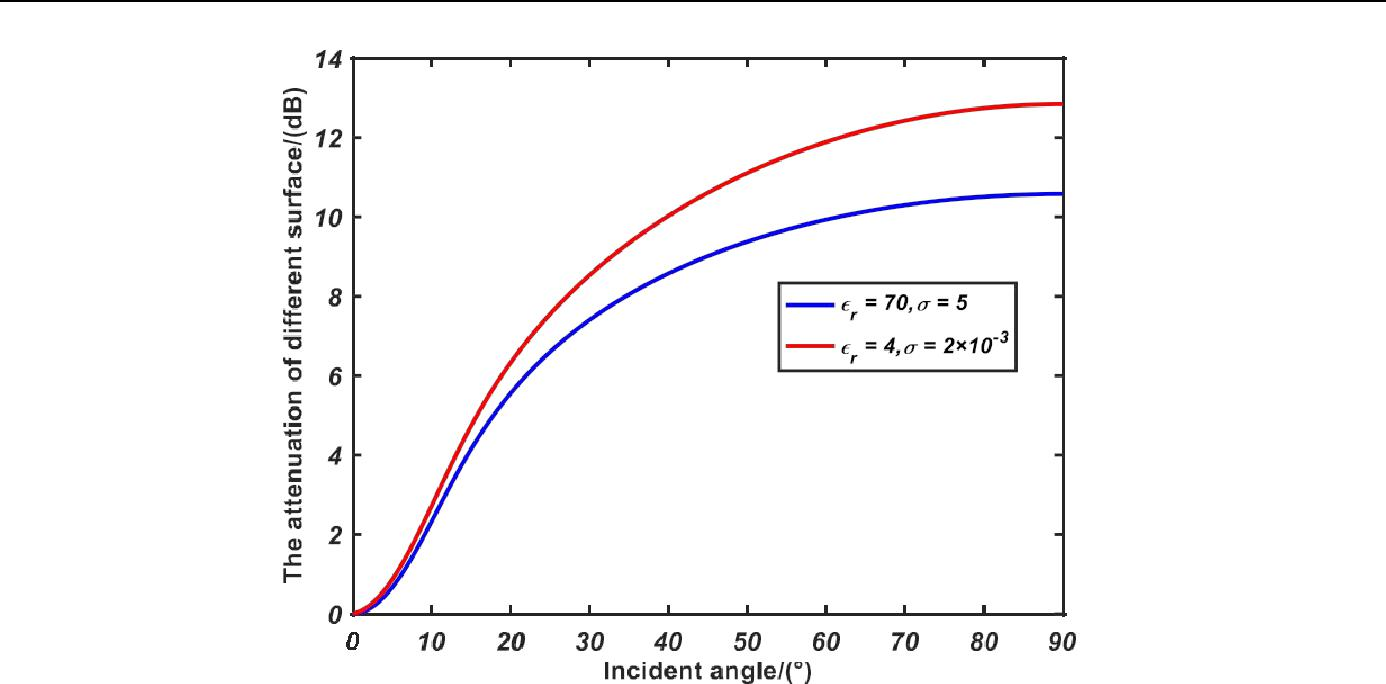 The attenuation of different surface/(dB)
14
12
10
8
6
4
2
0
ϵr = 70, σ = 5
ϵr = 4, σ = 2×10-3
0 10 20 30 40 50 60 70 80 90
Incident angle/(°)